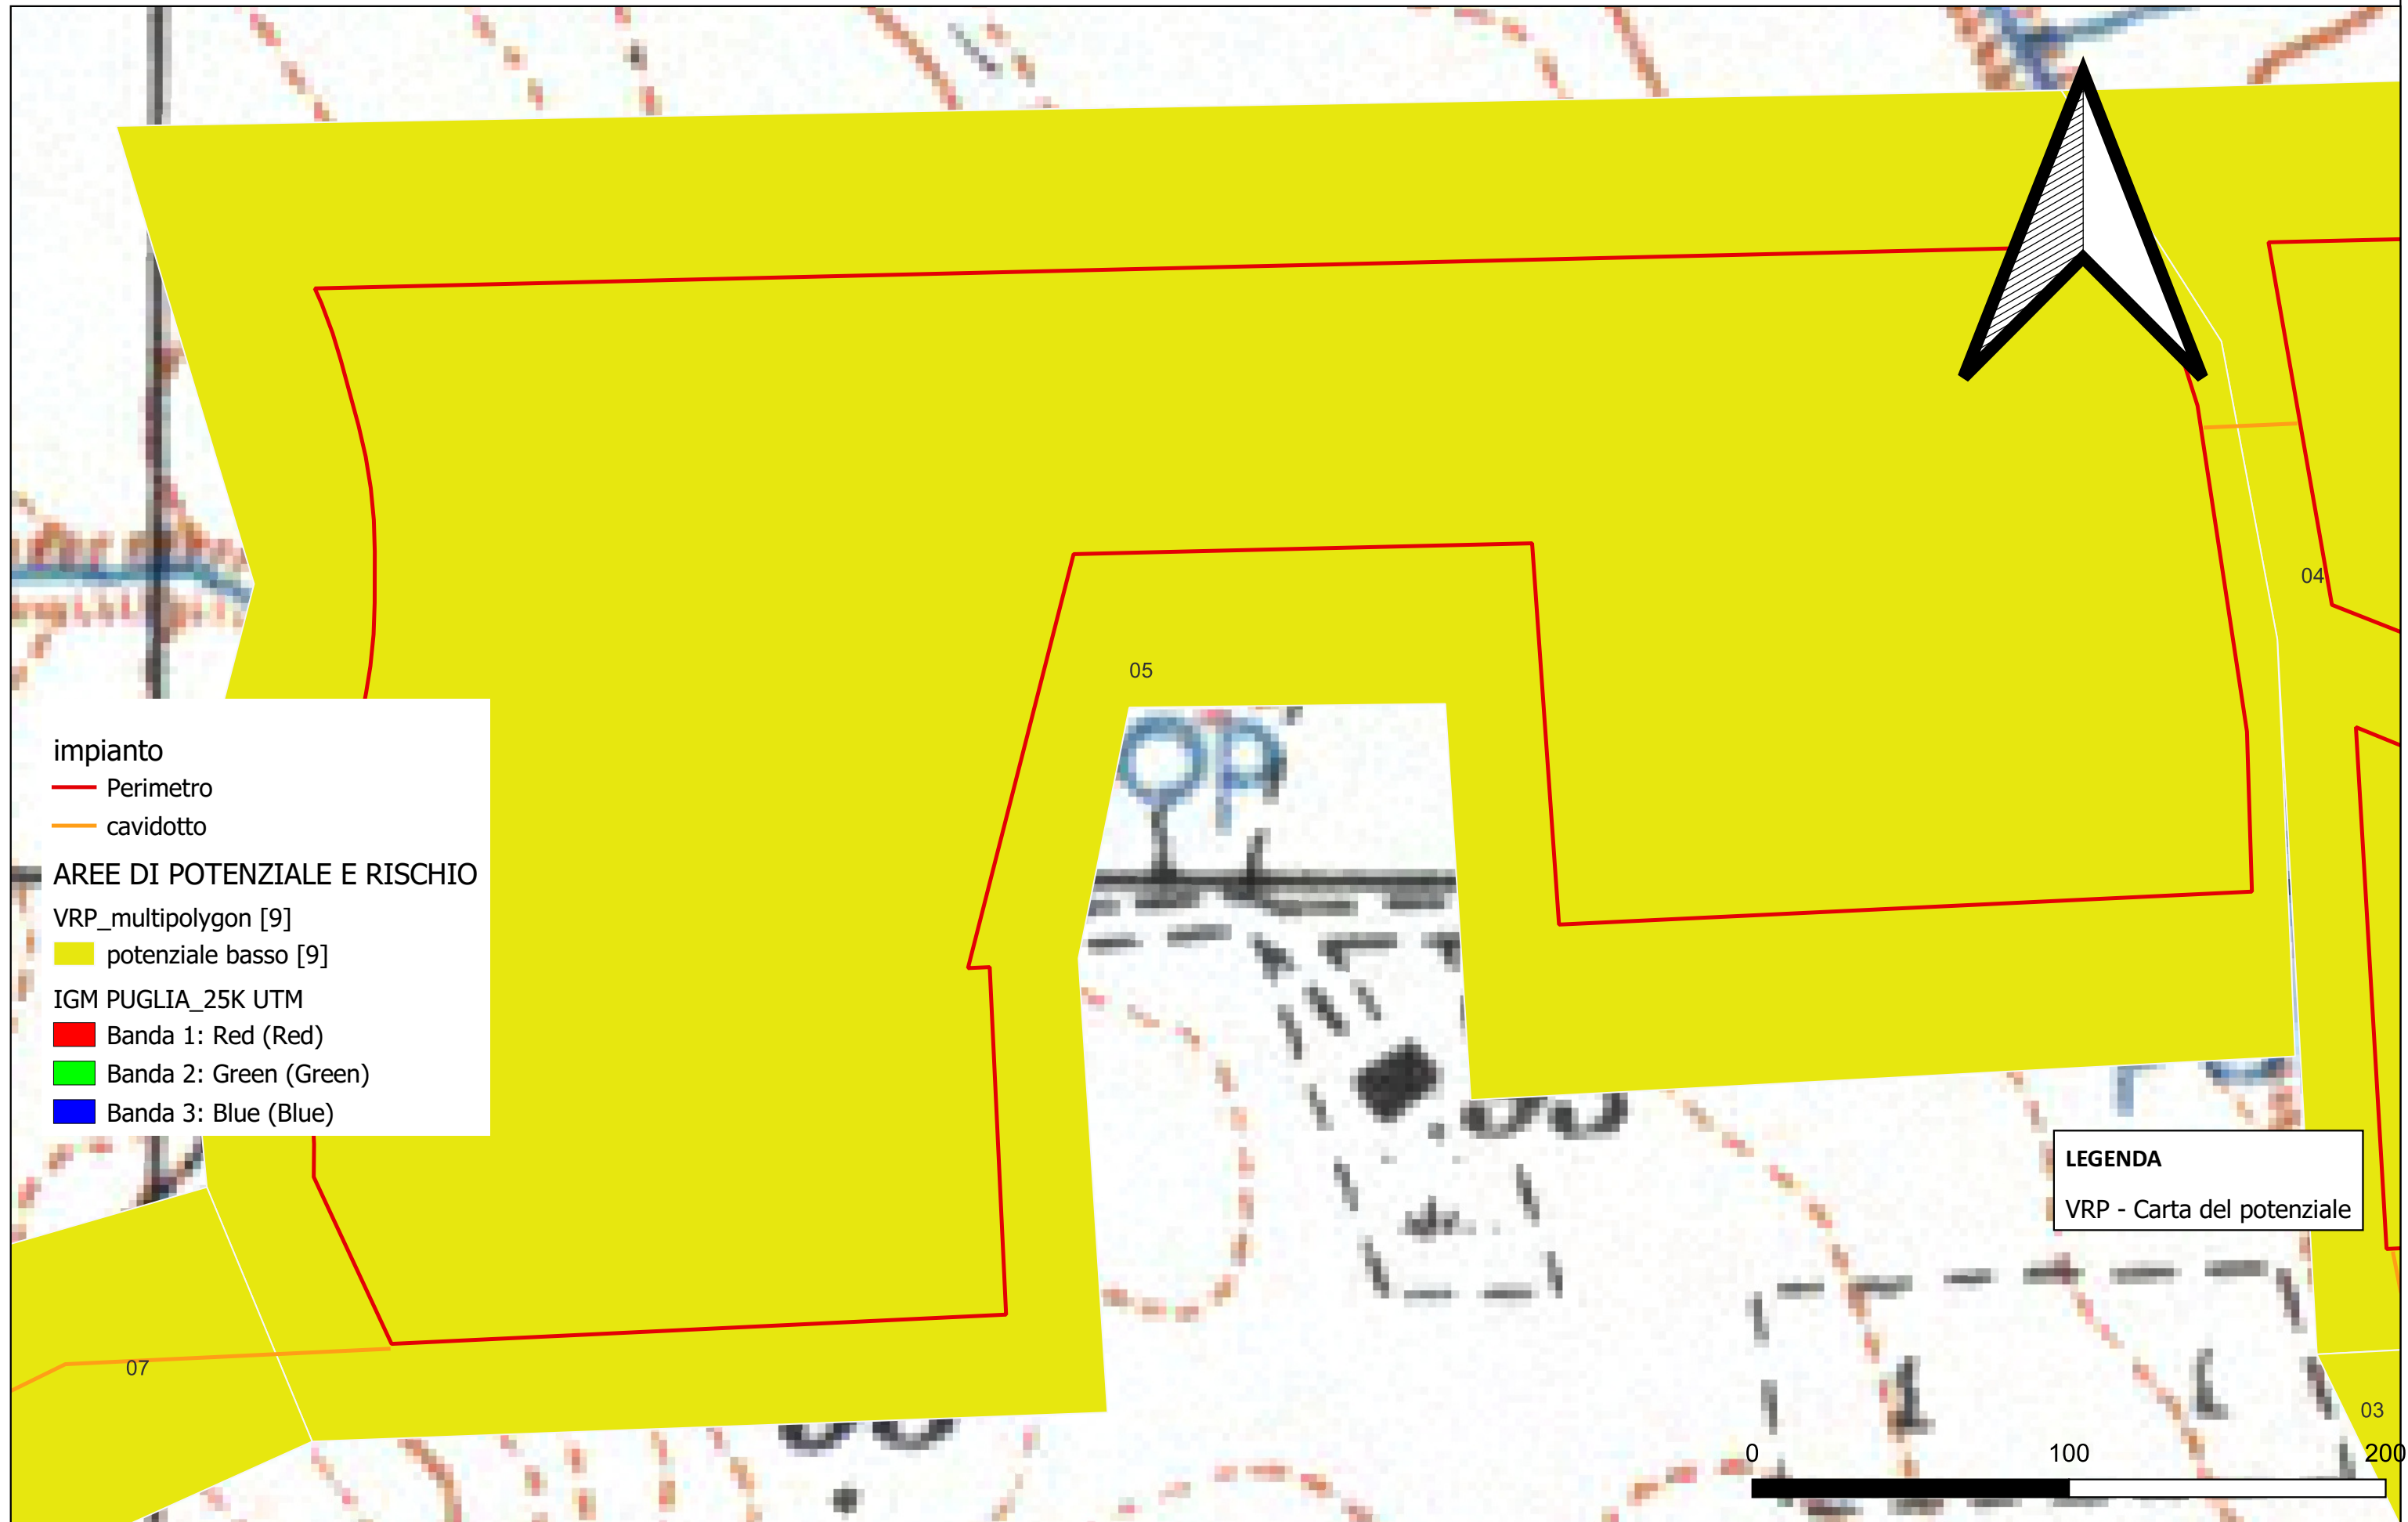 05
04
impianto
Perimetro
cavidotto
AREE DI POTENZIALE E RISCHIO
VRP_multipolygon [9]
potenziale basso [9]
IGM PUGLIA_25K UTM
Banda 1: Red (Red)
Banda 2: Green (Green)
Banda 3: Blue (Blue)
LEGENDA
VRP - Carta del potenziale
07
03
0 100 200